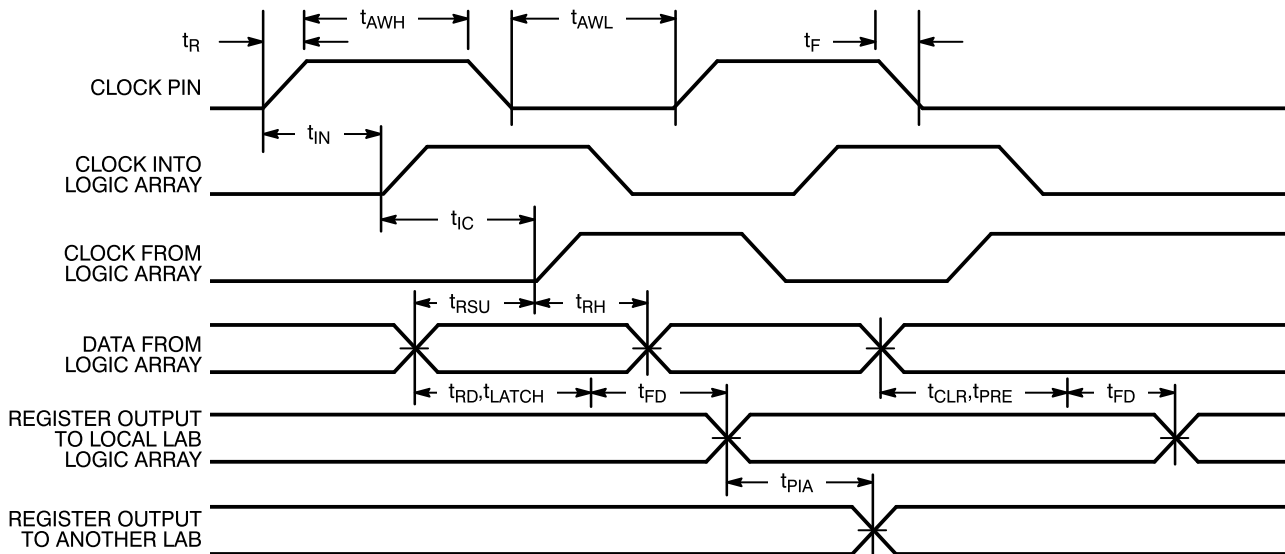 tAWH
tAWL
tR
tF
CLOCK PIN
tIN
CLOCK INTO
LOGIC ARRAY
tIC
CLOCK FROM
LOGIC ARRAY
tRSU
tRH
DATA FROM
LOGIC ARRAY
tRD,tLATCH
tFD
tCLR,tPRE
tFD
REGISTER OUTPUT
TO LOCAL LAB
LOGIC ARRAY
tPIA
REGISTER OUTPUT
TO ANOTHER LAB